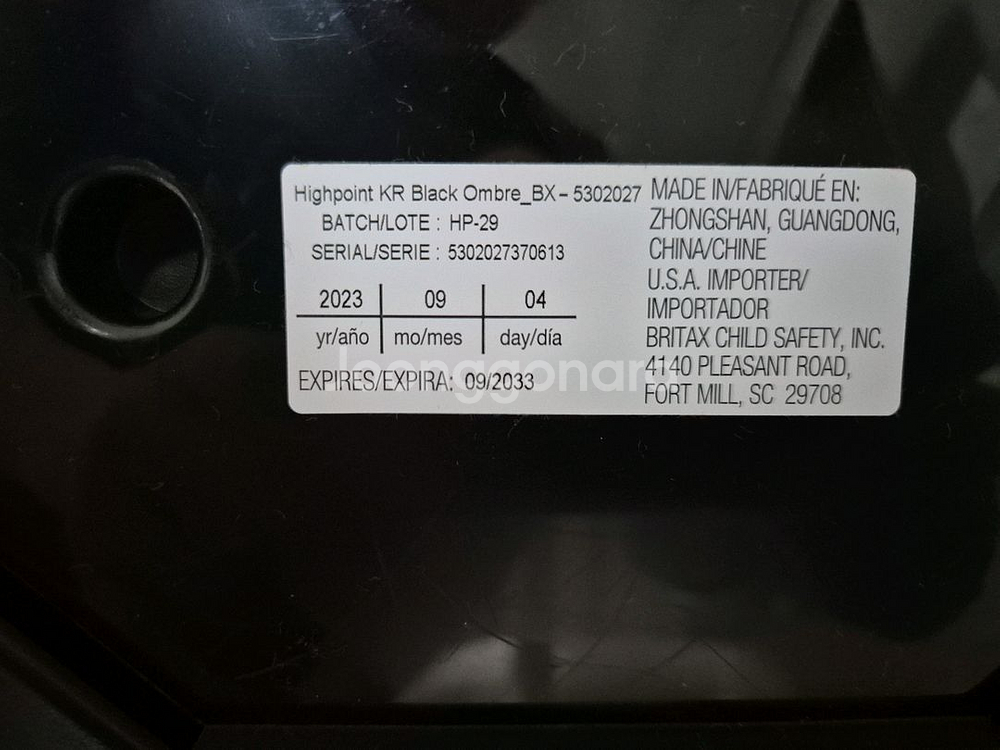 Highpoint KR Black Ombre_BX – 5302027
BATCH/LOTE : HP-29
SERIAL/SERIE : 5302027370613
2023 09 04
yr/año mo/mes day/día
EXPIRES/EXPIRA: 09/2033
MADE IN/FABRIQUÉ EN:
ZHONGSHAN, GUANGDONG,
CHINA/CHINE
U.S.A. IMPORTER/
IMPORTADOR
BRITAX CHILD SAFETY, INC.
4140 PLEASANT ROAD,
FORT MILL, SC 29708